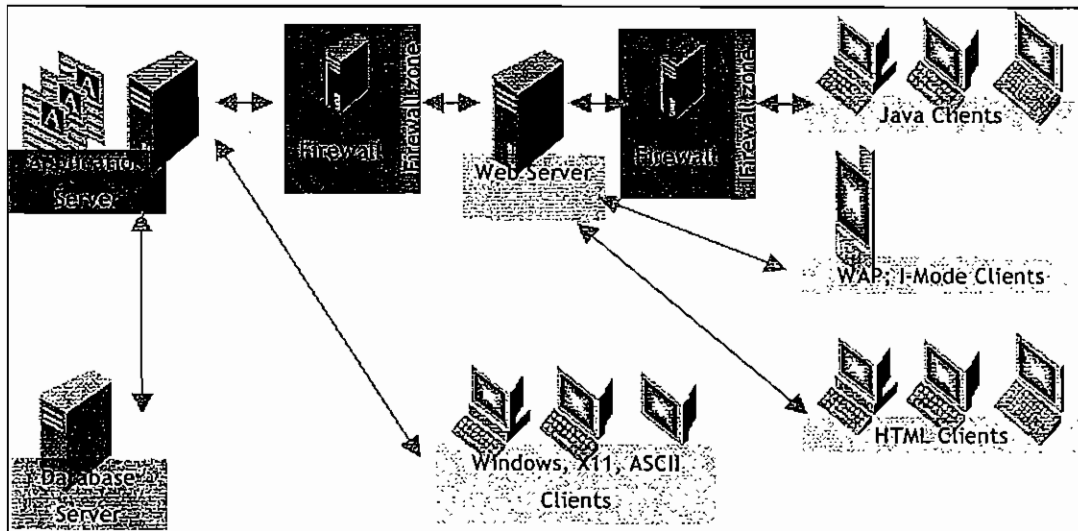 A
A
A
Application
Server
Firewall
Firewall zone
Web Server
Firewall
Firewall zone
Java Clients
WAP; I-Mode Clients
HTML Clients
Windows, X11, ASCII
Clients
Database
Server